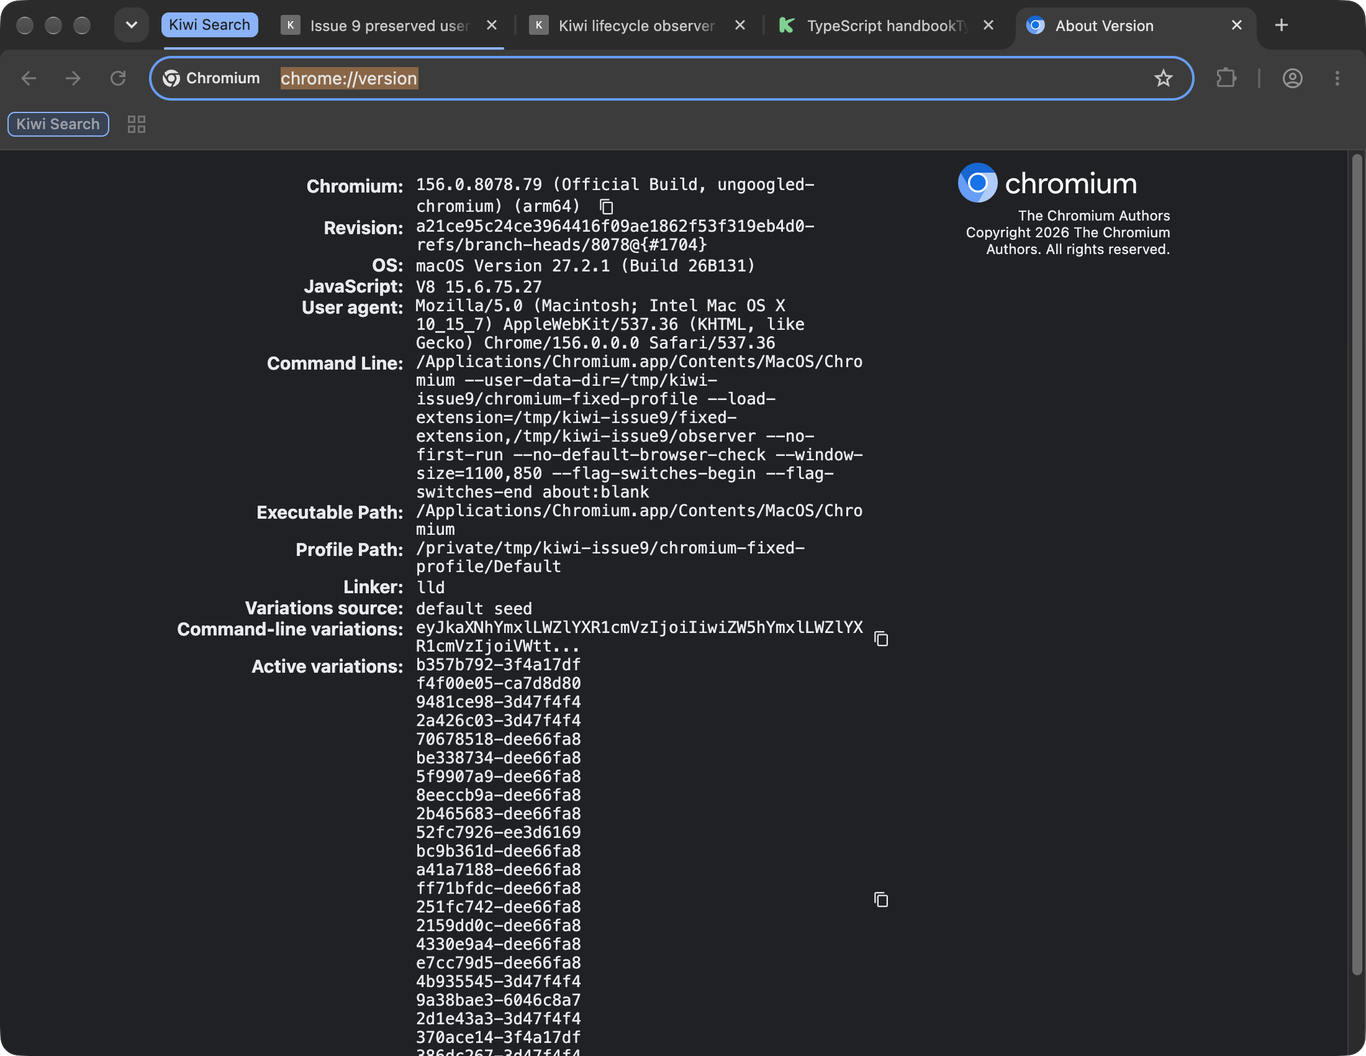 Kiwi Search
K Issue 9 preserved user
K Kiwi lifecycle observer
TypeScript handbook
About Version
Chromium chrome://version
Kiwi Search
Chromium: 156.0.8078.79 (Official Build, ungoogled-
chromium) (arm64)
Revision: a21ce95c24ce3964416f09ae1862f53f319eb4d0-
refs/branch-heads/8078@{#1704}
OS: macOS Version 27.2.1 (Build 26B131)
JavaScript: V8 15.6.75.27
User agent: Mozilla/5.0 (Macintosh; Intel Mac OS X
10_15_7) AppleWebKit/537.36 (KHTML, like
Gecko) Chrome/156.0.0.0 Safari/537.36
Command Line: /Applications/Chromium.app/Contents/MacOS/Chro
mium --user-data-dir=/tmp/kiwi-
issue9/chromium-fixed-profile --load-
extension=/tmp/kiwi-issue9/fixed-
extension,/tmp/kiwi-issue9/observer --no-
first-run --no-default-browser-check --window-
size=1100,850 --flag-switches-begin --flag-
switches-end about:blank
Executable Path: /Applications/Chromium.app/Contents/MacOS/Chro
mium
Profile Path: /private/tmp/kiwi-issue9/chromium-fixed-
profile/Default
Linker: lld
Variations source: default seed
Command-line variations: eyJkaXNhYmxlLWZlYXR1cmVzIjoiIiwiZW5hYmxlLWZlYX
R1cmVzIjoiVWtt...
Active variations: b357b792-3f4a17df
f4f00e05-ca7d8d80
9481ce98-3d47f4f4
2a426c03-3d47f4f4
70678518-dee66fa8
be338734-dee66fa8
5f9907a9-dee66fa8
8eeccb9a-dee66fa8
2b465683-dee66fa8
52fc7926-ee3d6169
bc9b361d-dee66fa8
a41a7188-dee66fa8
ff71bfdc-dee66fa8
251fc742-dee66fa8
2159dd0c-dee66fa8
4330e9a4-dee66fa8
e7cc79d5-dee66fa8
4b935545-3d47f4f4
9a38bae3-6046c8a7
2d1e43a3-3d47f4f4
370ace14-3f4a17df
386dc267-3d47f4f4
chromium
The Chromium Authors
Copyright 2026 The Chromium
Authors. All rights reserved.